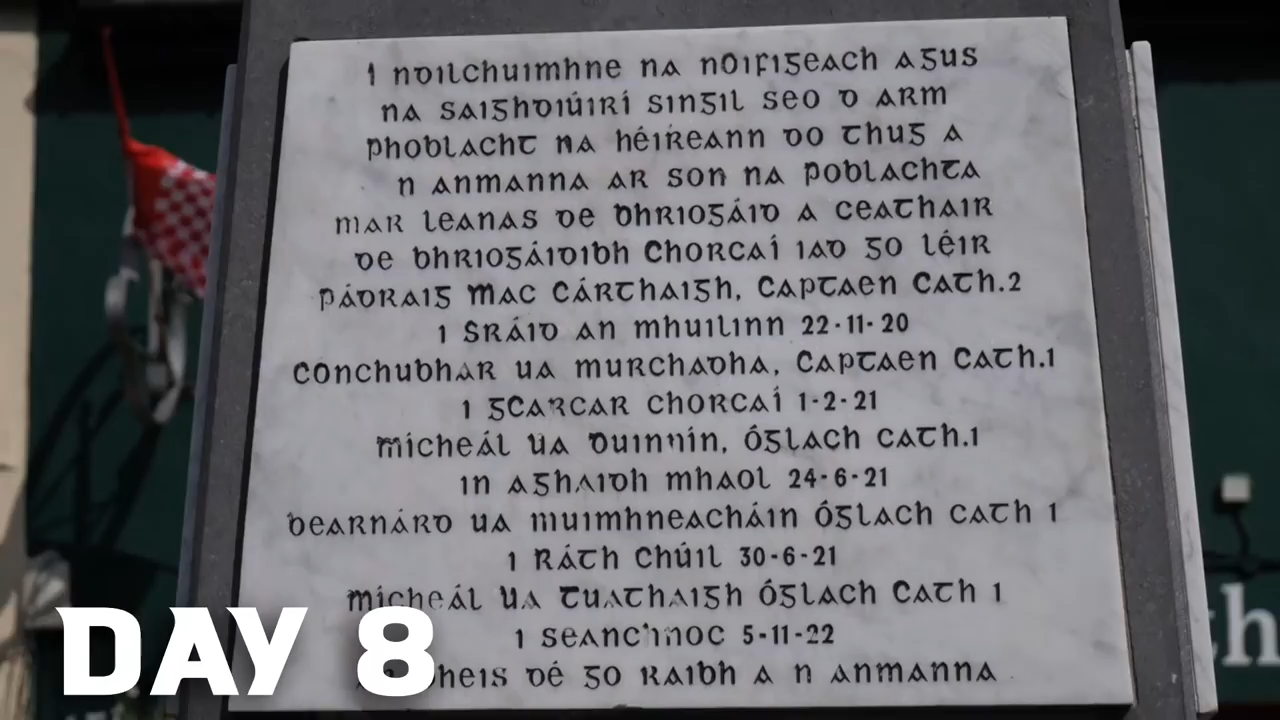 I nDILCHUIMHNE NA nOIFIGEACH AGUS
NA SAIGHDIÚIRÍ SINGIL SEO D ARM
PHOBLACHT NA hÉIREANN DO THUG A
N ANMANNA AR SON NA POBLACHTA
MAR LEANAS DE BHRIOGÁID A CEATHAIR
DE BHRIOGÁIDIBH CHORCAÍ IAD GO LÉIR
PÁDRAIG MAC CÁRTHAIGH, CAPTAEN CATH.2
I SRÁID AN MHUILINN 22-11-20
CONCHUBHAR UA MURCHADHA, CAPTAEN CATH.1
I GCARCAR CHORCAÍ 1-2-21
MÍCHEÁL UA DUINNÍN, ÓGLACH CATH.1
IN AGHAIDH MHAOL 24-6-21
BEARNÁRD UA MUIMHNEACHÁIN ÓGLACH CATH 1
I RÁTH CHÚIL 30-6-21
MÍCHEÁL UA TUATHAIGH ÓGLACH CATH 1
I SEANCHNOC 5-11-22
DÉ GO RAIBH A N ANMANNA
DAY 8
th